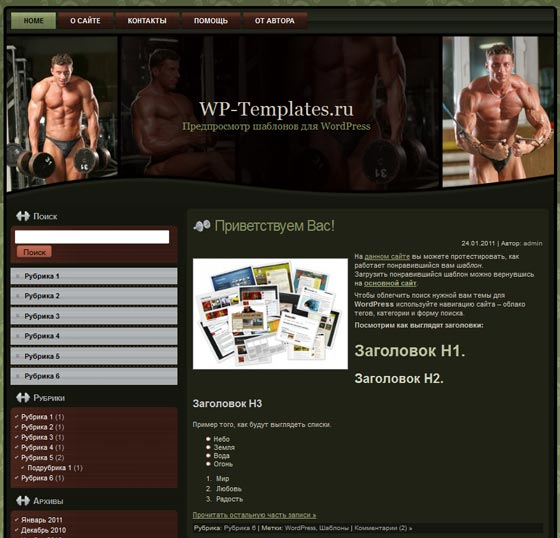 HOME О САЙТЕ КОНТАКТЫ ПОМОЩЬ ОТ АВТОРА
WP-Templates.ru
Предпросмотр шаблонов для WordPress
Поиск
Поиск
Рубрика 1
Рубрика 2
Рубрика 3
Рубрика 4
Рубрика 5
Рубрика 6
Рубрики
Рубрика 1 (1)
Рубрика 2 (1)
Рубрика 3 (1)
Рубрика 4 (1)
Рубрика 5 (2)
Подрубрика 1 (1)
Рубрика 6 (1)
Архивы
Январь 2011
Декабрь 2010
Приветствуем Вас!
24.01.2011 | Автор: admin
На данном сайте вы можете протестировать, как
работает понравившийся вам шаблон.
Загрузить понравившийся шаблон можно вернувшись
на основной сайт.
Чтобы облегчить поиск нужной вам темы для
WordPress используйте навигацию сайта – облако
тегов, категории и форму поиска.
Посмотрим как выглядят заголовки:
Заголовок H1.
Заголовок H2.
Заголовок H3
Пример того, как будут выглядеть списки.
Небо
Земля
Вода
Огонь
1. Мир
2. Любовь
3. Радость
Прочитать остальную часть записи »
Рубрика: Рубрика 6 | Метки: WordPress, Шаблоны | Комментарии (2) »